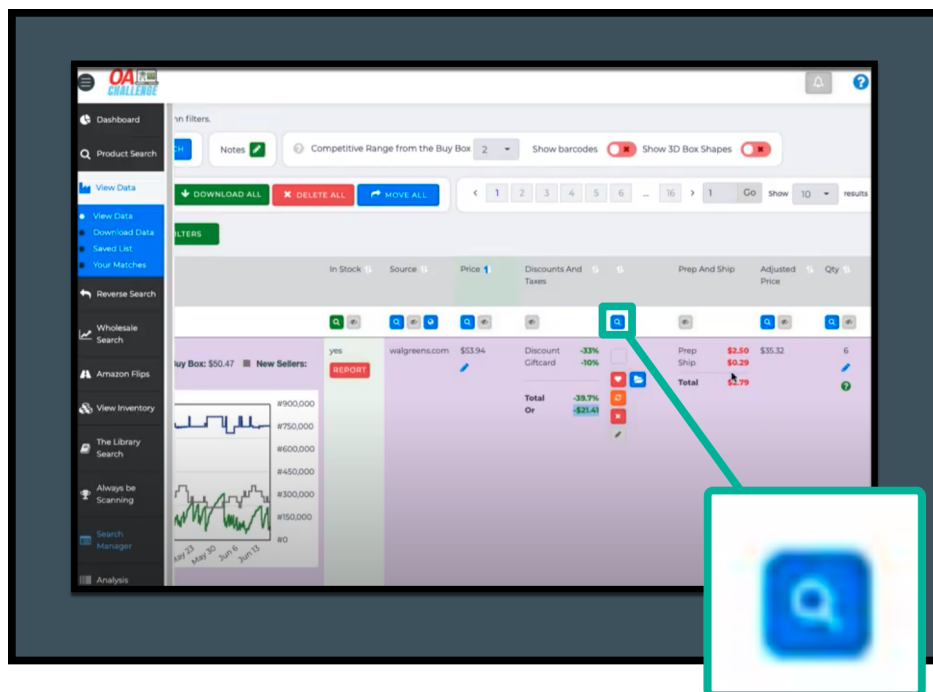 OA
CHALLENGE
Dashboard
Product Search
View Data
View Data
Download Data
Saved List
Your Matches
Reverse Search
Wholesale
Search
Amazon Flips
View Inventory
The Library
Search
Always be
Scanning
Search
Manager
Analysis
filters.
Notes
Competitive Range from the Buy Box 2
Show barcodes
Show 3D Box Shapes
DOWNLOAD ALL
DELETE ALL
MOVE ALL
< 1 2 3 4 5 6 ... 16 > 1 Go Show 10 results
In Stock Source Price Discounts And Taxes Prep And Ship Adjusted Price Qty
Buy Box: $50.47 New Sellers:
yes
REPORT
walgreens.com
$53.94
Discount -33%
Giftcard -10%
Total -39.7%
Or -$21.41
Prep $2.50
Ship $0.29
Total $2.79
$35.32
6
#900,000
#750,000
#600,000
#450,000
#300,000
#150,000
#0
May 23 May 30 Jun 6 Jun 13